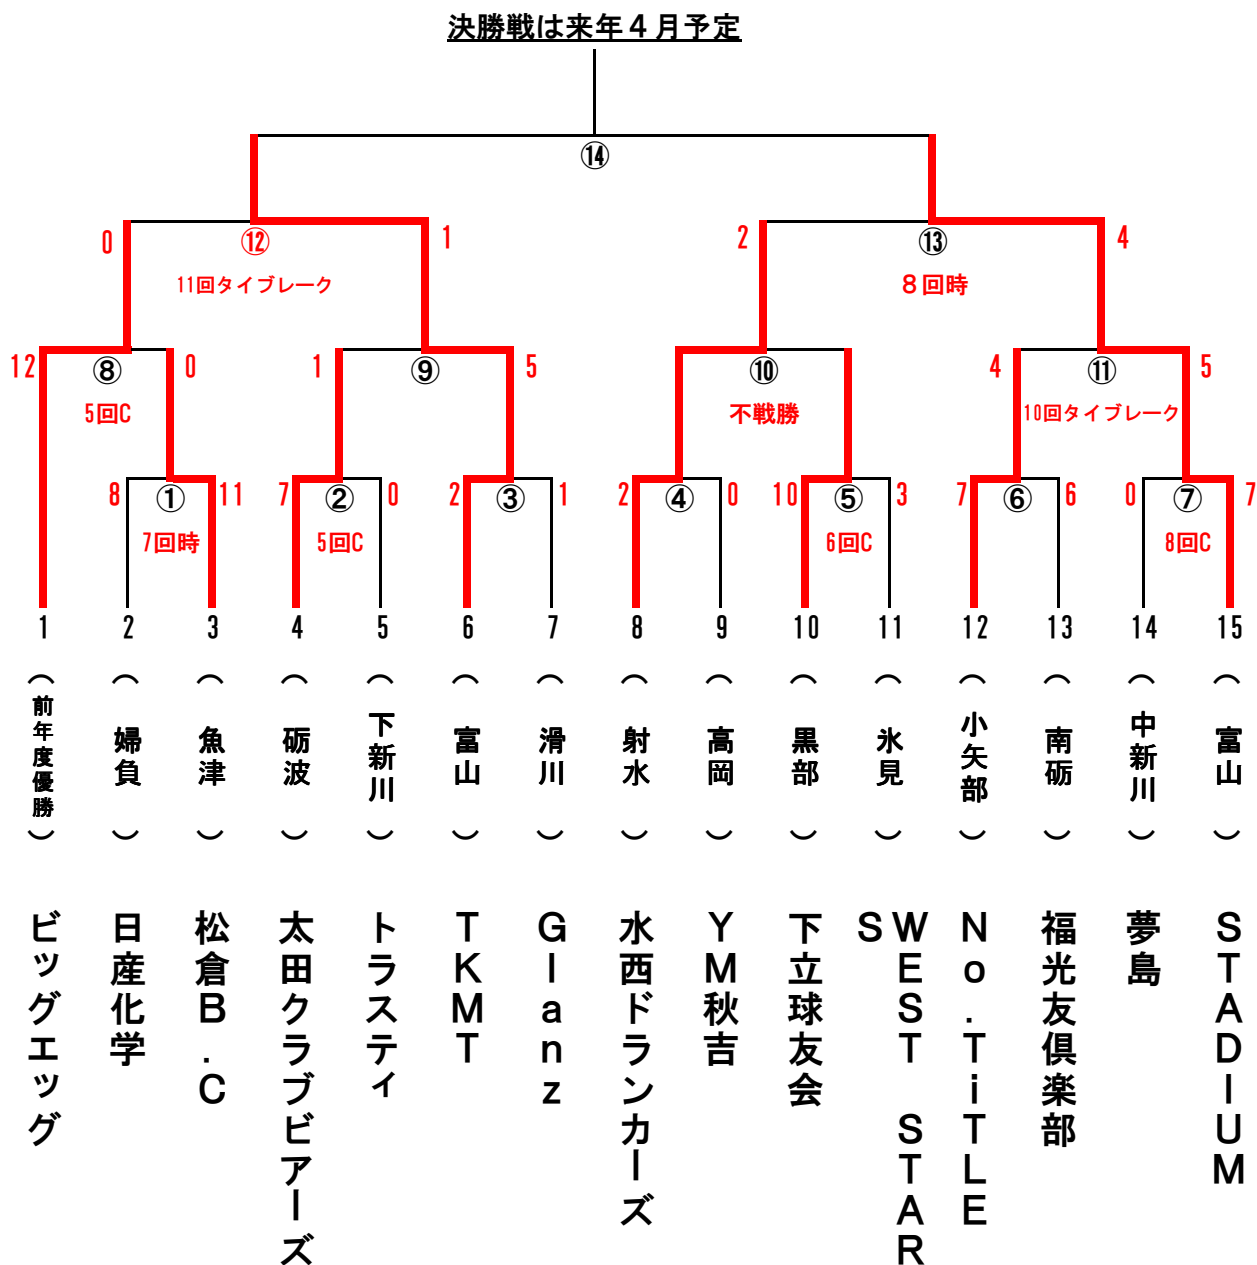 決勝戦は来年４月予定
⑭
0
⑫
1
2
⑬
4
11回タイブレーク
８回時
12
⑧
0
1
⑨
5
⑩
4
⑪
5
5回C
不戦勝
10回タイブレーク
8
①
11
7
②
0
2
③
1
2
④
0
10
⑤
3
7
⑥
6
0
⑦
7
7回時
5回C
6回C
8回C
1
2
3
4
5
6
7
8
9
10
11
12
13
14
15
（前年度優勝）
（婦負）
（魚津）
（砺波）
（下新川）
（富山）
（滑川）
（射水）
（高岡）
（黒部）
（氷見）
（小矢部）
（南砺）
（中新川）
（富山）
ビッグエッグ
日産化学
松倉Ｂ．Ｃ
太田クラブビアーズ
トラスティ
ＴＫＭＴ
Ｇｌａｎｚ
水西ドランカーズ
ＹＭ秋吉
下立球友会
ＷＥＳＴ　ＳＴＡＲ
Ｓ
Ｎｏ．ＴｉＴＬＥ
福光友倶楽部
夢島
ＳＴＡＤＩＵＭ